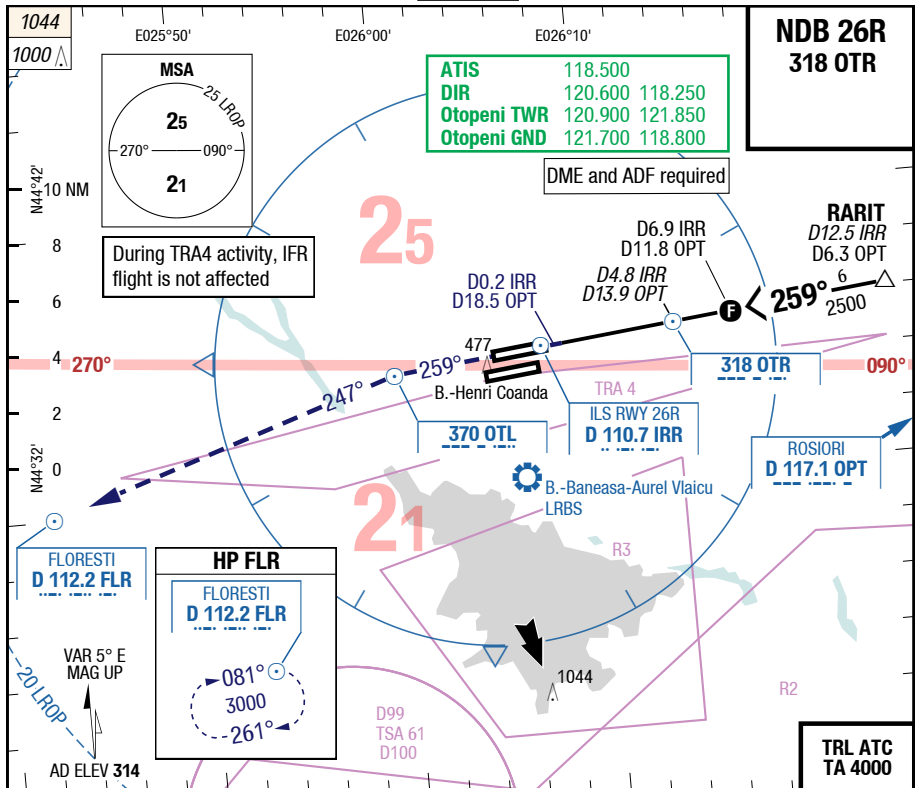 1044
1000
E025°50'
E026°00'
E026°10'
NDB 26R
318 OTR
MSA
25 LROP
25
270°
090°
21
ATIS 118.500
DIR 120.600 118.250
Otopeni TWR 120.900 121.850
Otopeni GND 121.700 118.800
DME and ADF required
N44°42'
10 NM
8
6
4
2
0
N44°32'
During TRA4 activity, IFR
flight is not affected
25
D6.9 IRR
D11.8 OPT
RARIT
D12.5 IRR
D6.3 OPT
D4.8 IRR
D13.9 OPT
D0.2 IRR
D18.5 OPT
F
259°
6
2500
477
270°
090°
259°
247°
B.-Henri Coanda
TRA 4
318 OTR
370 OTL
ILS RWY 26R
D 110.7 IRR
ROSIORI
D 117.1 OPT
B.-Baneasa-Aurel Vlaicu
LRBS
21
R3
FLORESTI
D 112.2 FLR
HP FLR
FLORESTI
D 112.2 FLR
081°
3000
261°
VAR 5° E
MAG UP
20 LROP
AD ELEV 314
1044
R2
D99
TSA 61
D100
TRL ATC
TA 4000